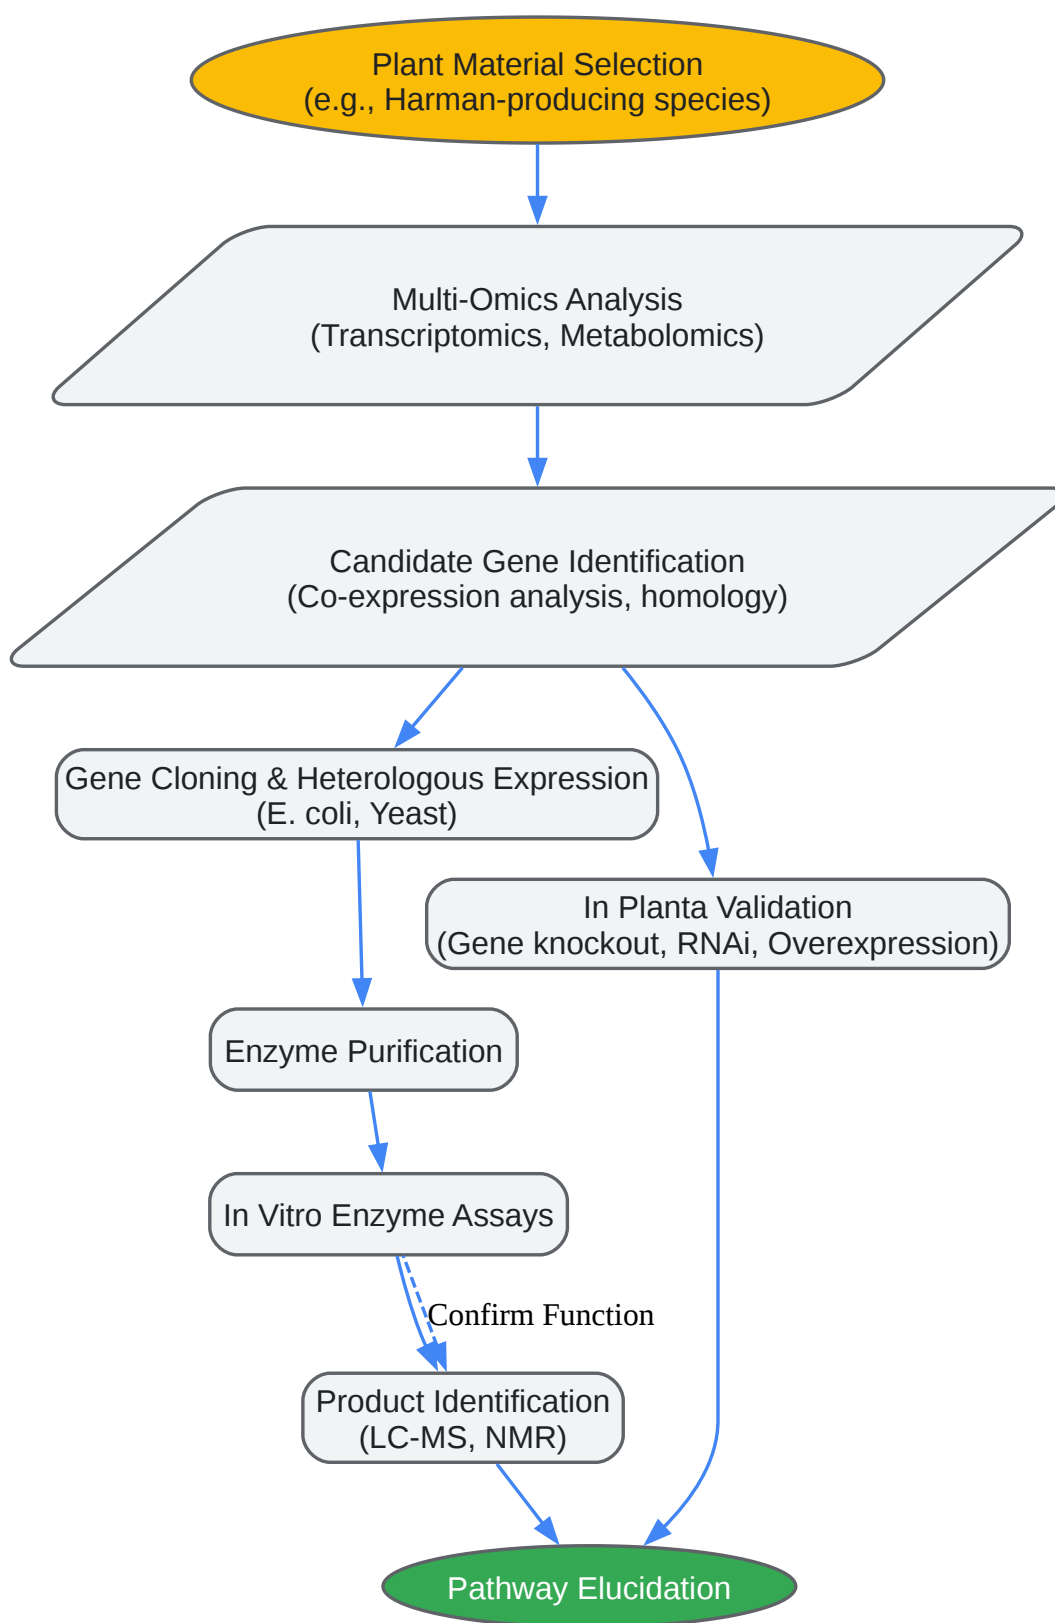 Plant Material Selection
(e.g., Harman-producing species)
Multi-Omics Analysis
(Transcriptomics, Metabolomics)
Candidate Gene Identification
(Co-expression analysis, homology)
Gene Cloning & Heterologous Expression
(E. coli, Yeast)
In Planta Validation
(Gene knockout, RNAi, Overexpression)
Enzyme Purification
In Vitro Enzyme Assays
Confirm Function
Product Identification
(LC-MS, NMR)
Pathway Elucidation